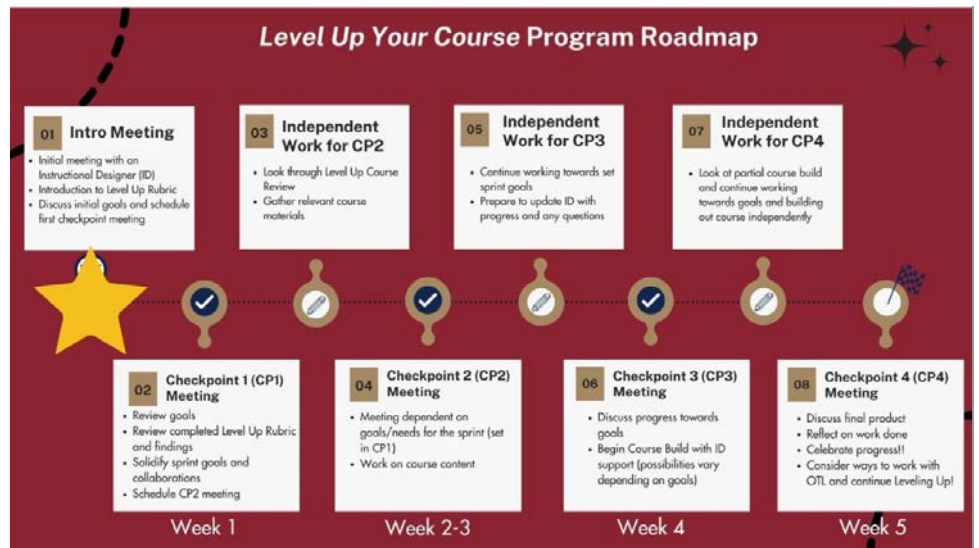 Level Up Your Course Program Roadmap
01
Intro Meeting
• Initial meeting with an
Instructional Designer (ID)
• Introduction to Level Up Rubric
• Discuss initial goals and schedule
first checkpoint meeting
03
Independent
Work for CP2
• Look through Level Up Course
Review
• Gather relevant course
materials
05
Independent
Work for CP3
• Continue working towards set
sprint goals
• Prepare to update ID with
progress and any questions
07
Independent
Work for CP4
• Look at partial course build
and continue working
towards goals and building
out course independently
02
Checkpoint 1 (CP1)
Meeting
• Review goals
• Review completed Level Up Rubric
and findings
• Solidify sprint goals and
collaborations
• Schedule CP2 meeting
04
Checkpoint 2 (CP2)
Meeting
• Meeting dependent on
goals/needs for the sprint (set
in CP1)
• Work on course content
06
Checkpoint 3 (CP3)
Meeting
• Discuss progress towards
goals
• Begin Course Build with ID
support (possibilities vary
depending on goals)
08
Checkpoint 4 (CP4)
Meeting
• Discuss final product
• Reflect on work done
• Celebrate progress!!
• Consider ways to work with
OTL and continue Leveling Up!
Week 1
Week 2-3
Week 4
Week 5